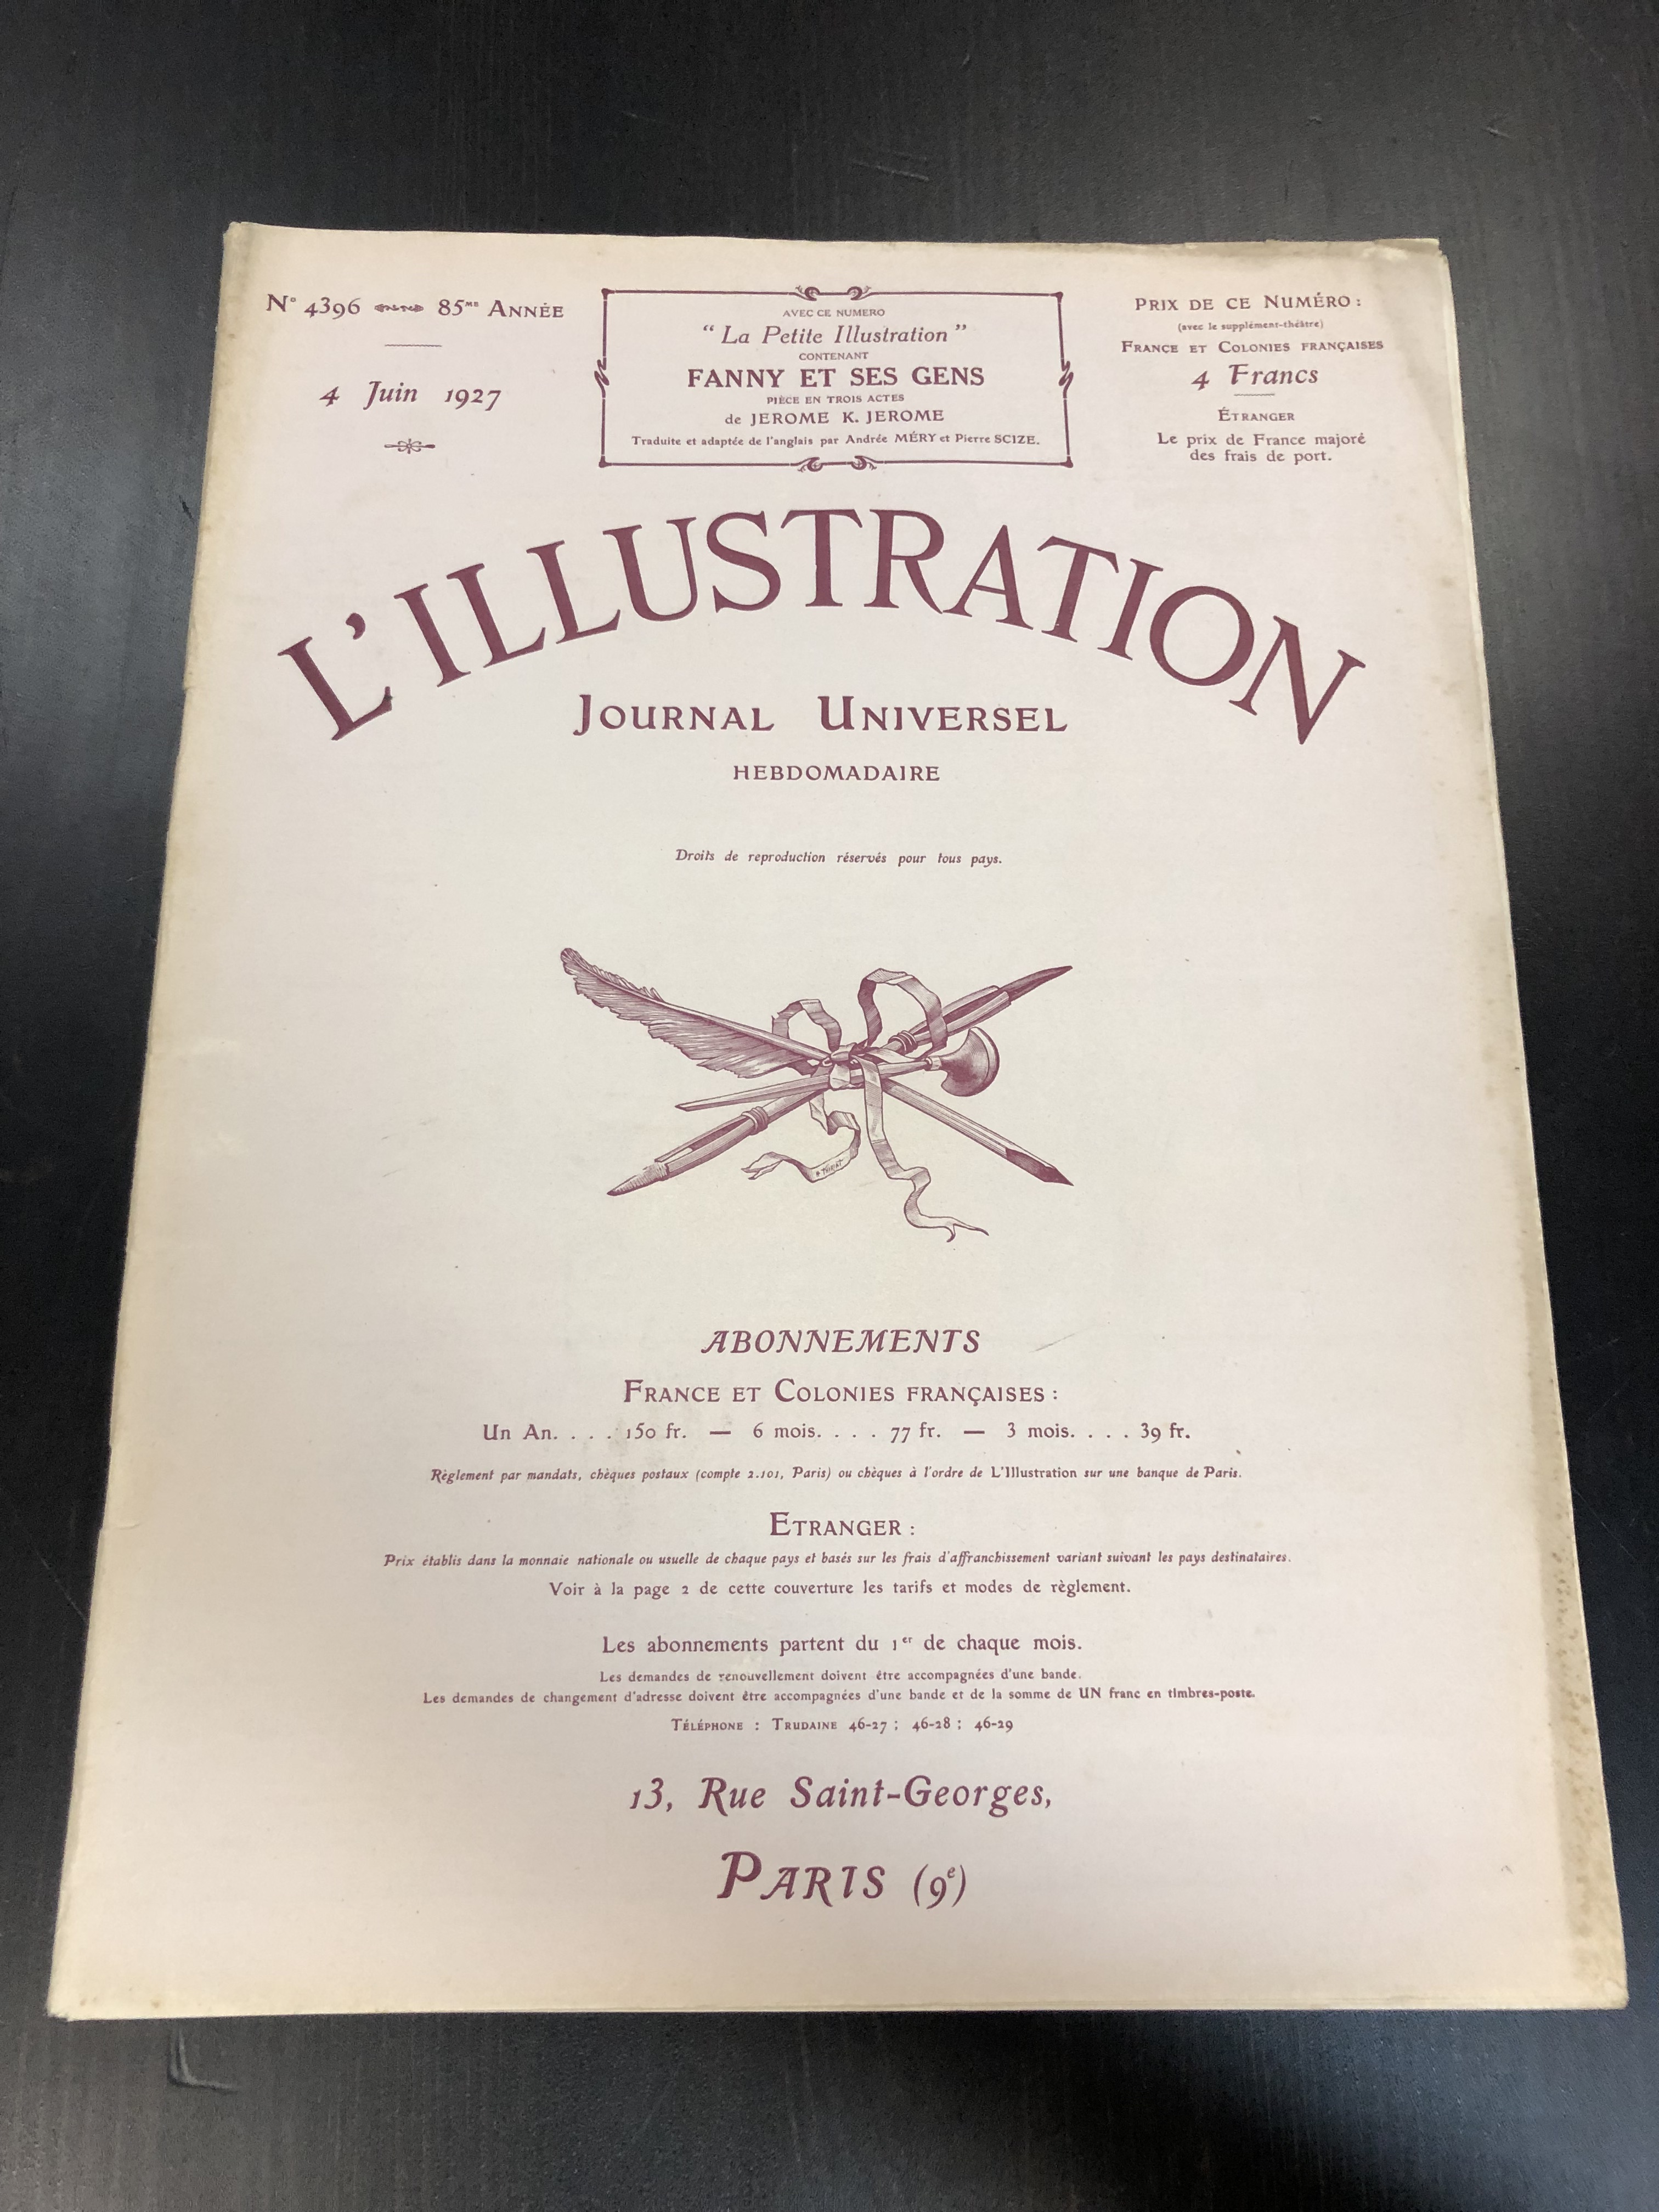 N° 4396 85ME ANNÉE
4 Juin 1927
AVEC CE NUMERO
“La Petite Illustration”
CONTENANT
FANNY ET SES GENS
PIÈCE EN TROIS ACTES
de JEROME K. JEROME
Traduite et adaptée de l'anglais par Andrée MÉRY et Pierre SCIZE.
PRIX DE CE NUMÉRO :
(avec le supplément-théâtre)
FRANCE ET COLONIES FRANÇAISES
4 Francs
ÉTRANGER
Le prix de France majoré
des frais de port.
L'ILLUSTRATION
JOURNAL UNIVERSEL
HEBDOMADAIRE
Droits de reproduction réservés pour tous pays.
ABONNEMENTS
FRANCE ET COLONIES FRANÇAISES :
Un An. . . . 150 fr. — 6 mois. . . . 77 fr. — 3 mois. . . . 39 fr.
Règlement par mandats, chèques postaux (compte 2.101, Paris) ou chèques à l'ordre de L'Illustration sur une banque de Paris.
ETRANGER :
Prix établis dans la monnaie nationale ou usuelle de chaque pays et basés sur les frais d'affranchissement variant suivant les pays destinataires.
Voir à la page 2 de cette couverture les tarifs et modes de règlement.
Les abonnements partent du 1er de chaque mois.
Les demandes de renouvellement doivent être accompagnées d'une bande.
Les demandes de changement d'adresse doivent être accompagnées d'une bande et de la somme de UN franc en timbres-poste.
TÉLÉPHONE : TRUDAINE 46-27 ; 46-28 ; 46-29
13, Rue Saint-Georges,
PARIS (9e)